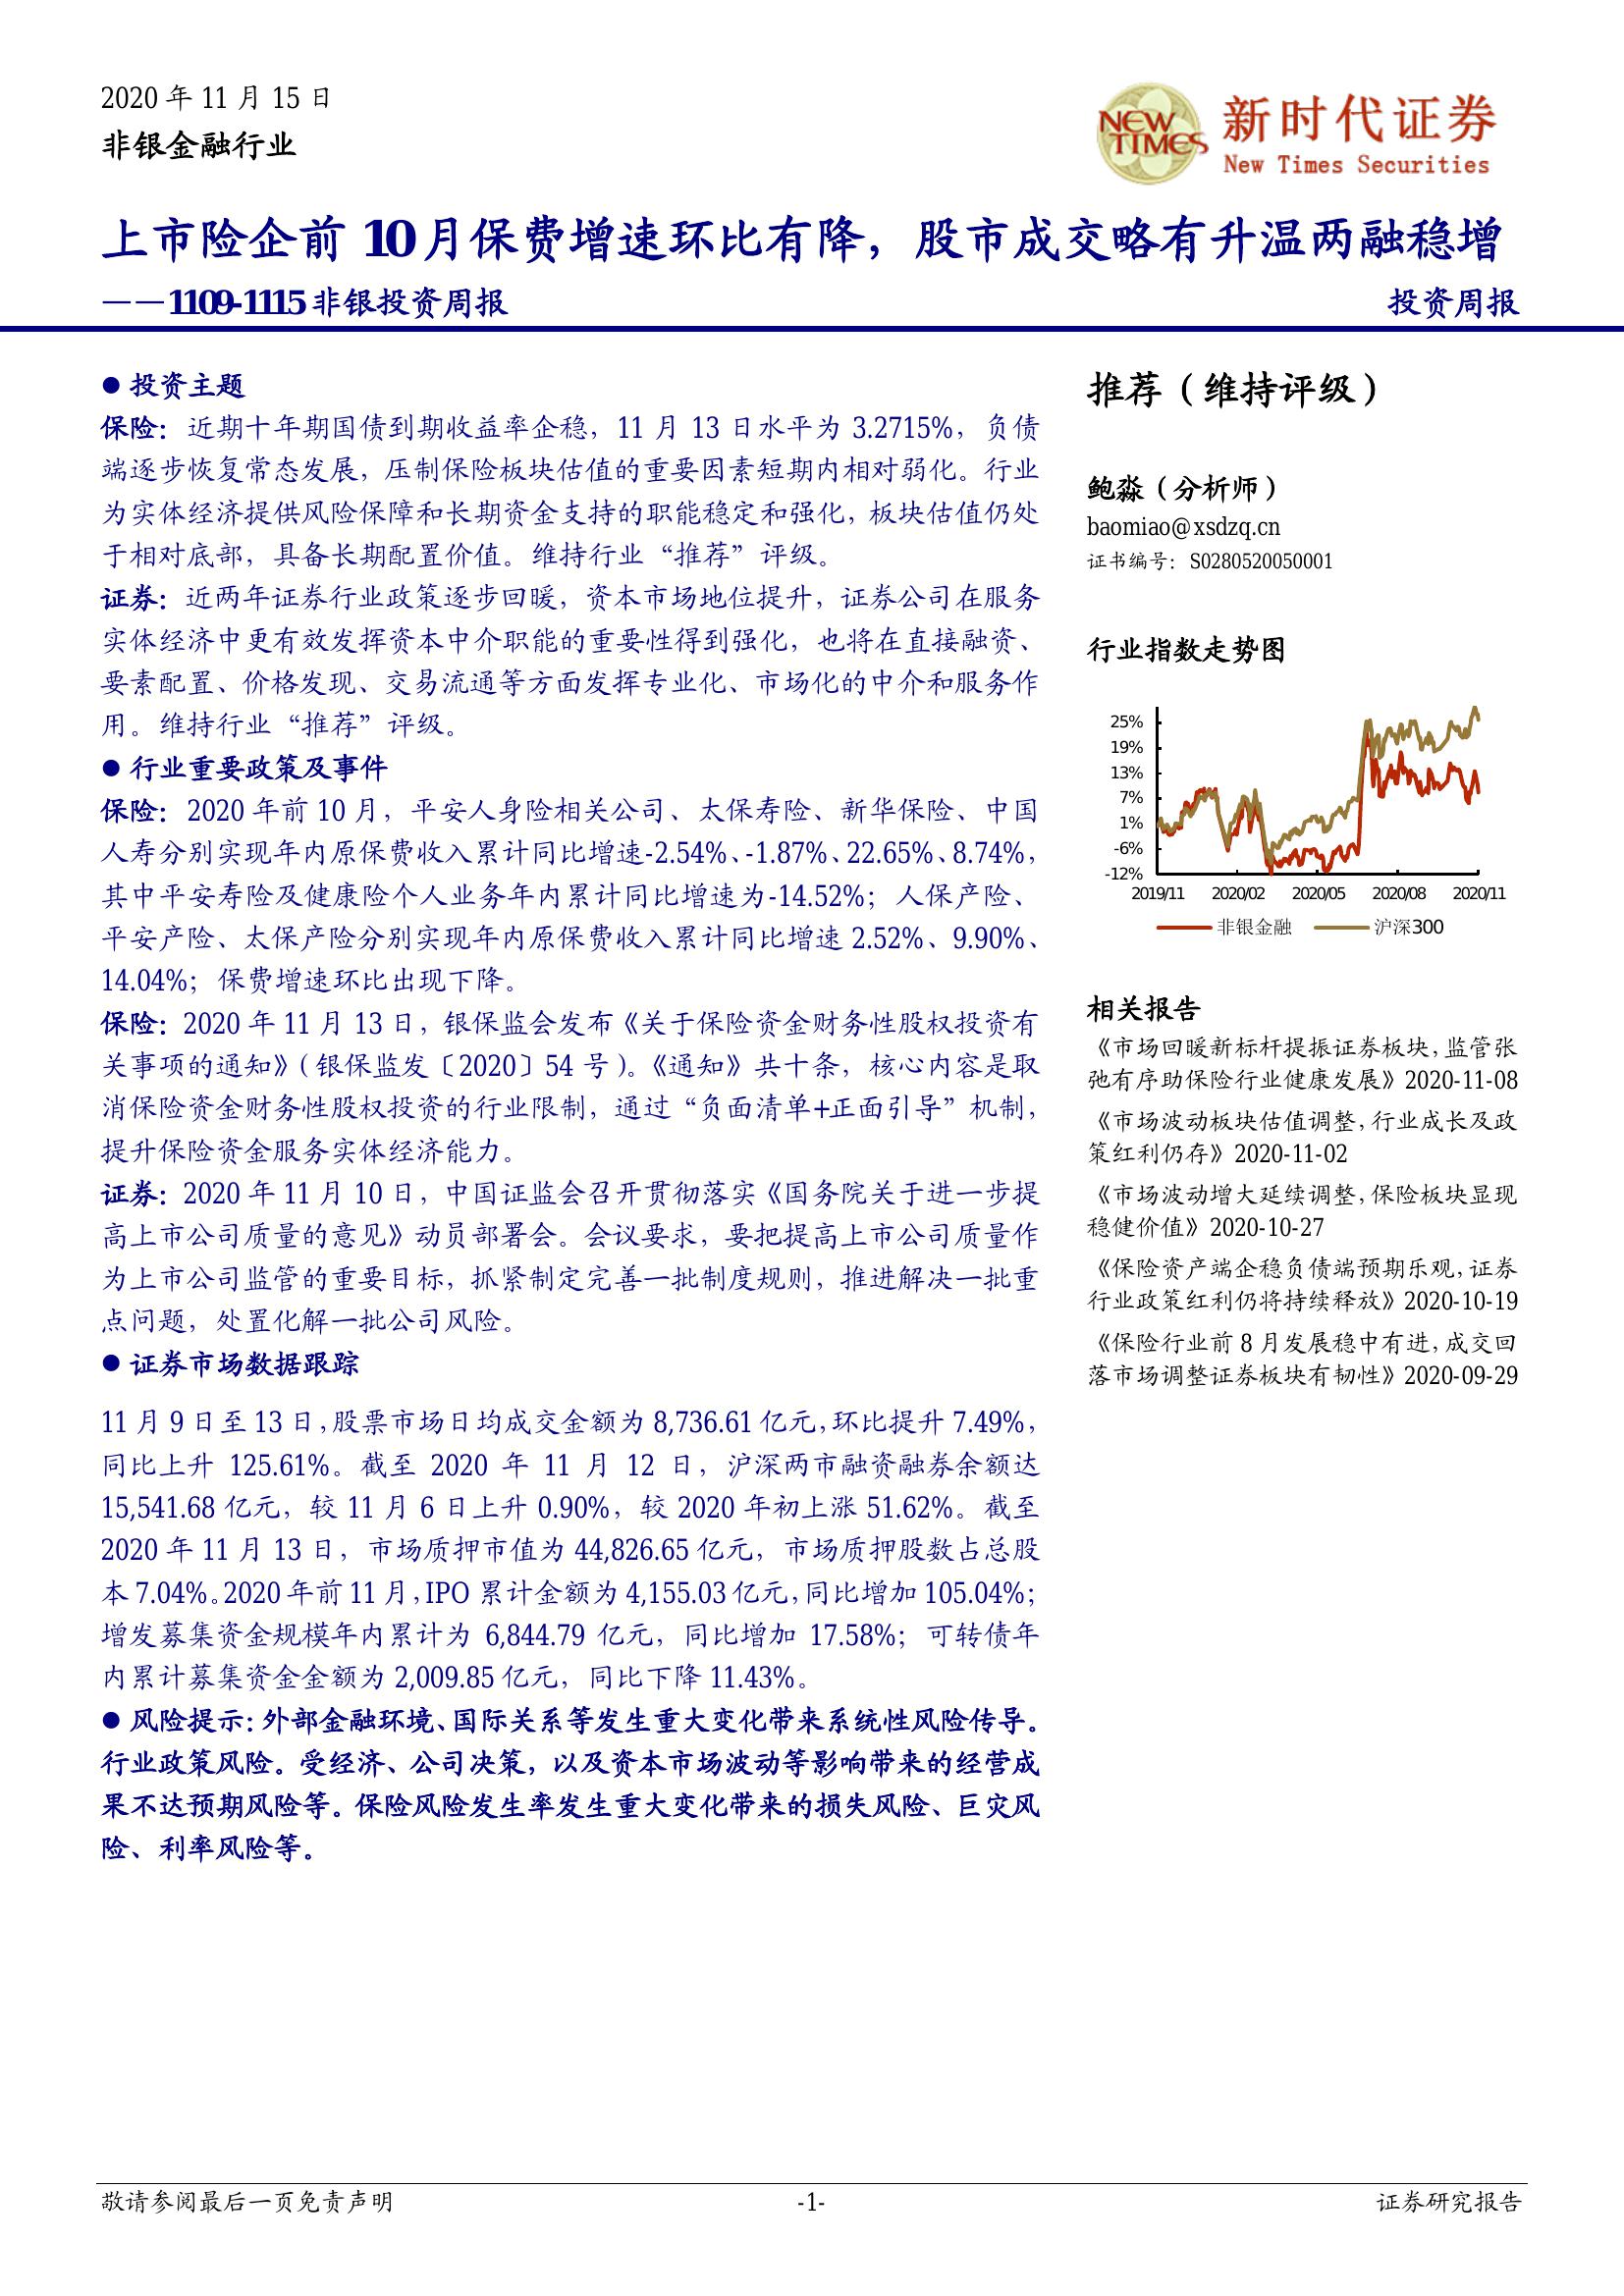 2020 年 11 月 15 日
非银金融行业
NEW TIMES
新时代证券
New Times Securities
上市险企前 10 月保费增速环比有降，股市成交略有升温两融稳增
——1109-1115 非银投资周报
投资周报
● 投资主题
保险：近期十年期国债到期收益率企稳，11 月 13 日水平为 3.2715%，负债
端逐步恢复常态发展，压制保险板块估值的重要因素短期内相对弱化。行业
为实体经济提供风险保障和长期资金支持的职能稳定和强化，板块估值仍处
于相对底部，具备长期配置价值。维持行业“推荐”评级。
证券：近两年证券行业政策逐步回暖，资本市场地位提升，证券公司在服务
实体经济中更有效发挥资本中介职能的重要性得到强化，也将在直接融资、
要素配置、价格发现、交易流通等方面发挥专业化、市场化的中介和服务作
用。维持行业“推荐”评级。
● 行业重要政策及事件
保险：2020 年前 10 月，平安人身险相关公司、太保寿险、新华保险、中国
人寿分别实现年内原保费收入累计同比增速-2.54%、-1.87%、22.65%、8.74%，
其中平安寿险及健康险个人业务年内累计同比增速为-14.52%；人保产险、
平安产险、太保产险分别实现年内原保费收入累计同比增速 2.52%、9.90%、
14.04%；保费增速环比出现下降。
保险：2020 年 11 月 13 日，银保监会发布《关于保险资金财务性股权投资有
关事项的通知》（银保监发〔2020〕54 号）。《通知》共十条，核心内容是取
消保险资金财务性股权投资的行业限制，通过“负面清单+正面引导”机制，
提升保险资金服务实体经济能力。
证券：2020 年 11 月 10 日，中国证监会召开贯彻落实《国务院关于进一步提
高上市公司质量的意见》动员部署会。会议要求，要把提高上市公司质量作
为上市公司监管的重要目标，抓紧制定完善一批制度规则，推进解决一批重
点问题，处置化解一批公司风险。
● 证券市场数据跟踪
11 月 9 日至 13 日，股票市场日均成交金额为 8,736.61 亿元，环比提升 7.49%，
同比上升 125.61%。截至 2020 年 11 月 12 日，沪深两市融资融券余额达
15,541.68 亿元，较 11 月 6 日上升 0.90%，较 2020 年初上涨 51.62%。截至
2020 年 11 月 13 日，市场质押市值为 44,826.65 亿元，市场质押股数占总股
本 7.04%。2020 年前 11 月，IPO 累计金额为 4,155.03 亿元，同比增加 105.04%；
增发募集资金规模年内累计为 6,844.79 亿元，同比增加 17.58%；可转债年
内累计募集资金金额为 2,009.85 亿元，同比下降 11.43%。
● 风险提示：外部金融环境、国际关系等发生重大变化带来系统性风险传导。
行业政策风险。受经济、公司决策，以及资本市场波动等影响带来的经营成
果不达预期风险等。保险风险发生率发生重大变化带来的损失风险、巨灾风
险、利率风险等。
推荐（维持评级）
鲍淼（分析师）
baomiao@xsdzq.cn
证书编号：S0280520050001
行业指数走势图
25%
19%
13%
7%
1%
-6%
-12%
2019/11 2020/02 2020/05 2020/08 2020/11
非银金融 沪深300
相关报告
《市场回暖新标杆提振证券板块，监管张
弛有序助保险行业健康发展》2020-11-08
《市场波动板块估值调整，行业成长及政
策红利仍存》2020-11-02
《市场波动增大延续调整，保险板块显现
稳健价值》2020-10-27
《保险资产端企稳负债端预期乐观，证券
行业政策红利仍将持续释放》2020-10-19
《保险行业前 8 月发展稳中有进，成交回
落市场调整证券板块有韧性》2020-09-29
敬请参阅最后一页免责声明
-1-
证券研究报告